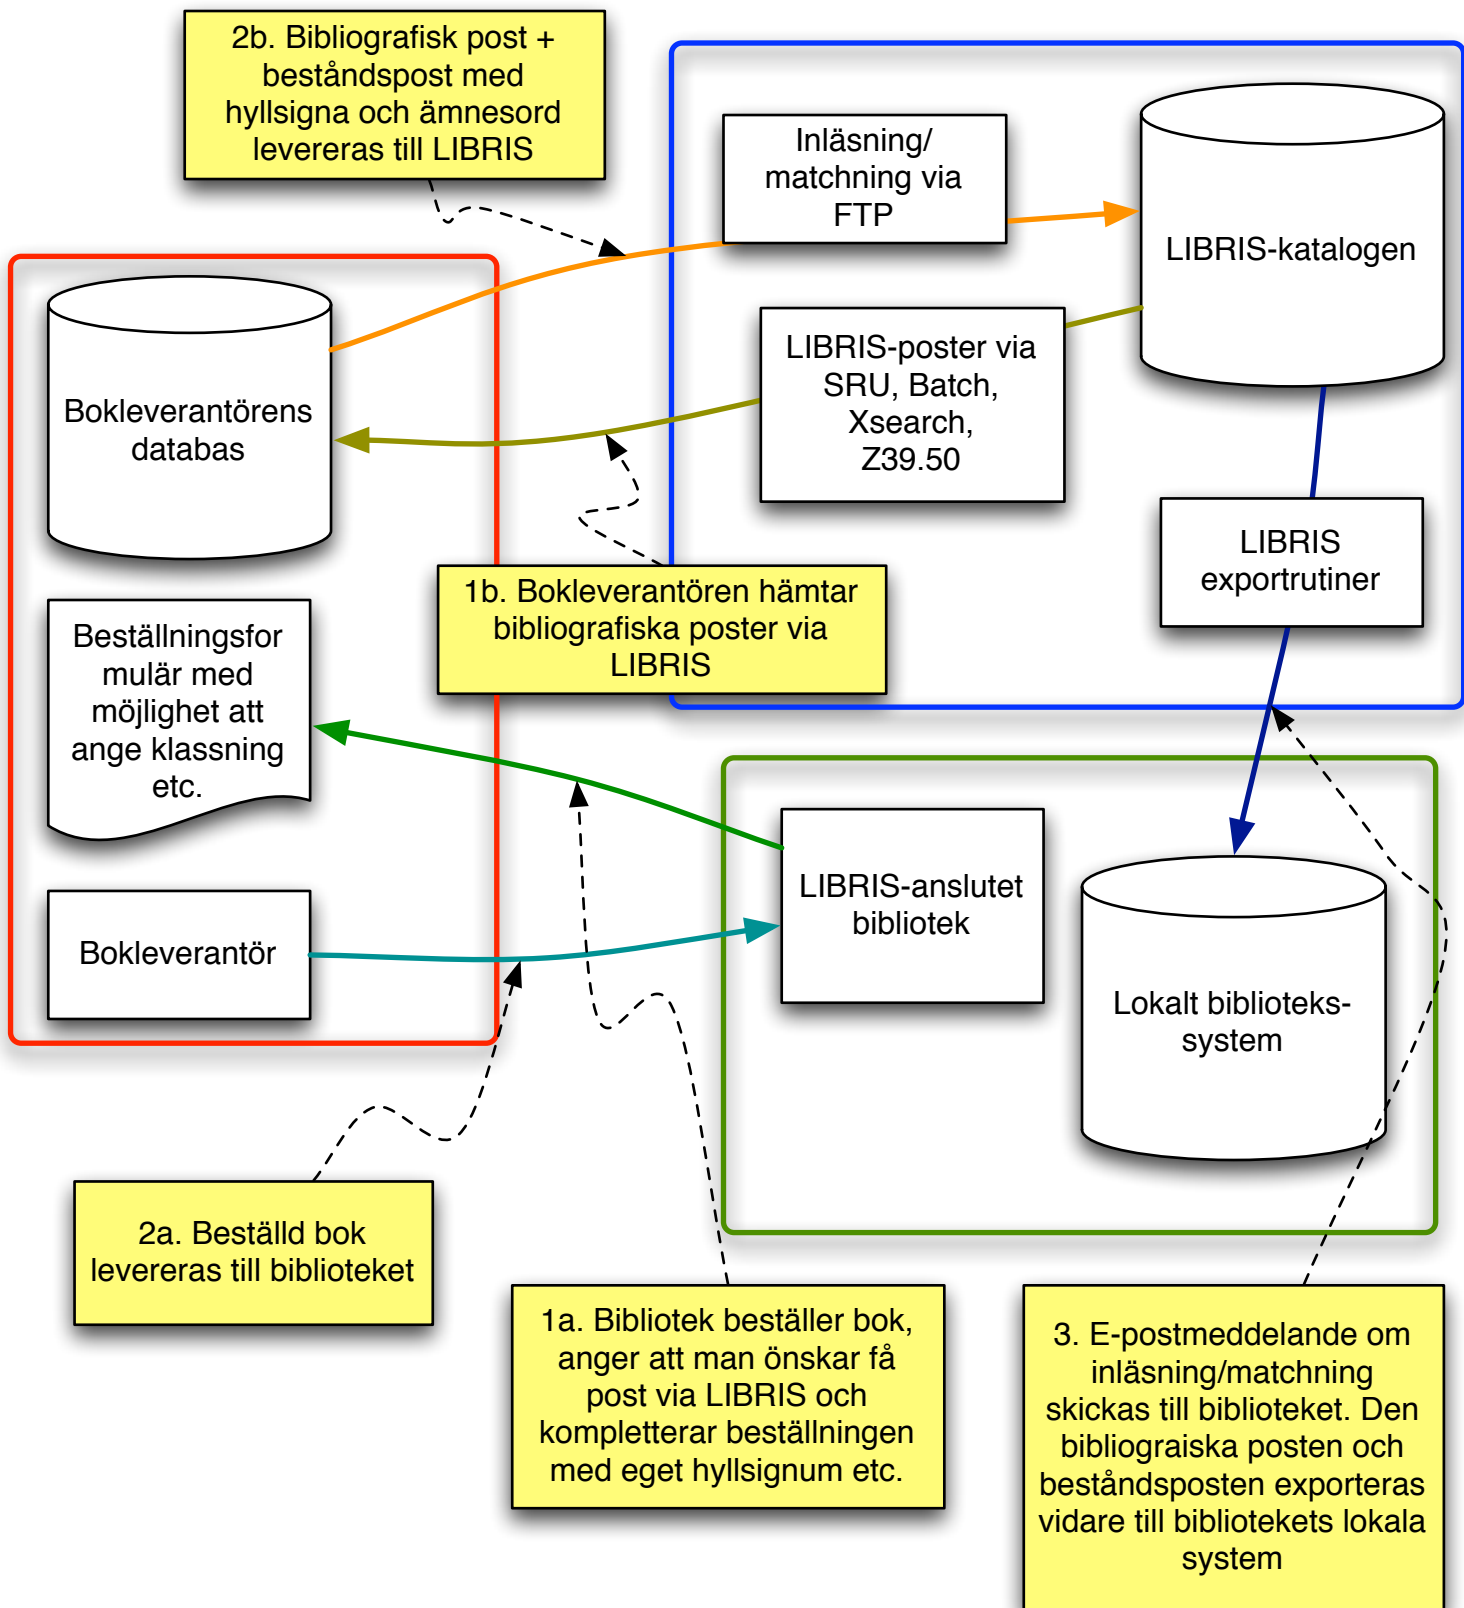 2b. Bibliografisk post +
beståndspost med
hyllsigna och ämnesord
levereras till LIBRIS
Inläsning/
matchning via
FTP
LIBRIS-katalogen
LIBRIS-poster via
SRU, Batch,
Xsearch,
Z39.50
Bokleverantörens
databas
LIBRIS
exportrutiner
1b. Bokleverantören hämtar
bibliografiska poster via
LIBRIS
Beställningsfor
mulär med
möjlighet att
ange klassning
etc.
LIBRIS-anslutet
bibliotek
Bokleverantör
Lokalt biblioteks-
system
2a. Beställd bok
levereras till biblioteket
1a. Bibliotek beställer bok,
anger att man önskar få
post via LIBRIS och
kompletterar beställningen
med eget hyllsignum etc.
3. E-postmeddelande om
inläsning/matchning
skickas till biblioteket. Den
bibliograiska posten och
beståndsposten exporteras
vidare till bibliotekets lokala
system